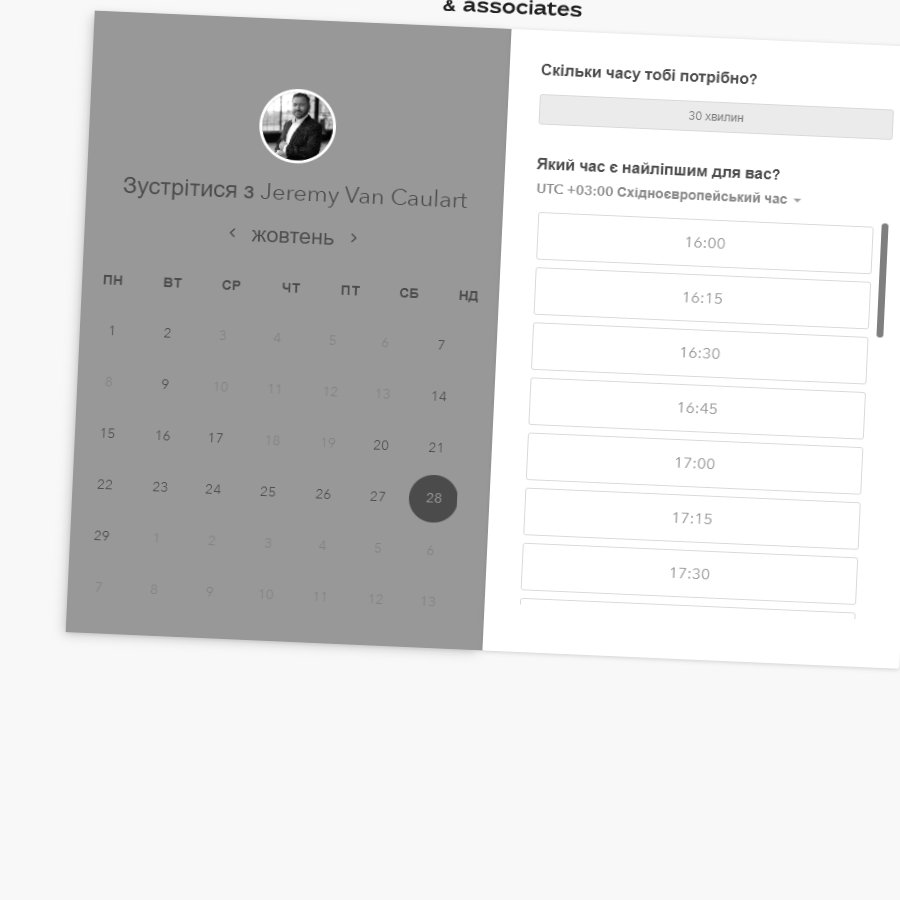 & associates
Зустрітися з Jeremy Van Caulart
жовтень
ПН ВТ СР ЧТ ПТ СБ НД
1 2 3 4 5 6 7
8 9 10 11 12 13 14
15 16 17 18 19 20 21
22 23 24 25 26 27 28
29 1 2 3 4 5 6
7 8 9 10 11 12 13
Скільки часу тобі потрібно?
30 хвилин
Який час є найліпшим для вас?
UTC +03:00 Східноєвропейський час
16:00
16:15
16:30
16:45
17:00
17:15
17:30